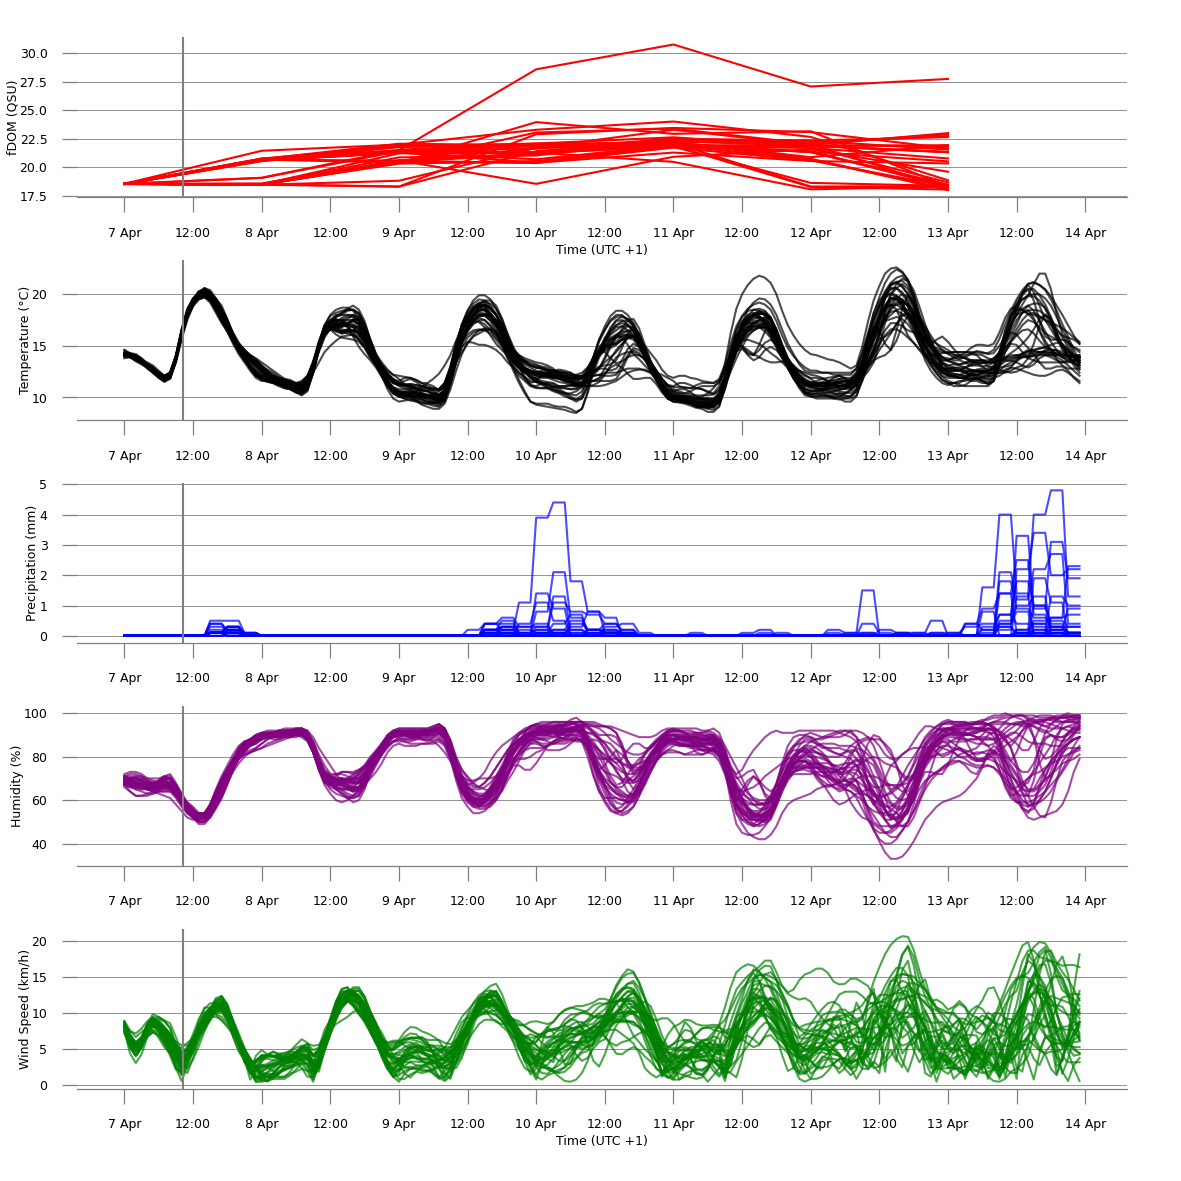 fDOM (QSU)
30.0
27.5
25.0
22.5
20.0
17.5
7 Apr 12:00 8 Apr 12:00 9 Apr 12:00 10 Apr 12:00 11 Apr 12:00 12 Apr 12:00 13 Apr 12:00 14 Apr
Time (UTC +1)
Temperature (°C)
20
15
10
7 Apr 12:00 8 Apr 12:00 9 Apr 12:00 10 Apr 12:00 11 Apr 12:00 12 Apr 12:00 13 Apr 12:00 14 Apr
Precipitation (mm)
5
4
3
2
1
0
7 Apr 12:00 8 Apr 12:00 9 Apr 12:00 10 Apr 12:00 11 Apr 12:00 12 Apr 12:00 13 Apr 12:00 14 Apr
Humidity (%)
100
80
60
40
7 Apr 12:00 8 Apr 12:00 9 Apr 12:00 10 Apr 12:00 11 Apr 12:00 12 Apr 12:00 13 Apr 12:00 14 Apr
Wind Speed (km/h)
20
15
10
5
0
7 Apr 12:00 8 Apr 12:00 9 Apr 12:00 10 Apr 12:00 11 Apr 12:00 12 Apr 12:00 13 Apr 12:00 14 Apr
Time (UTC +1)